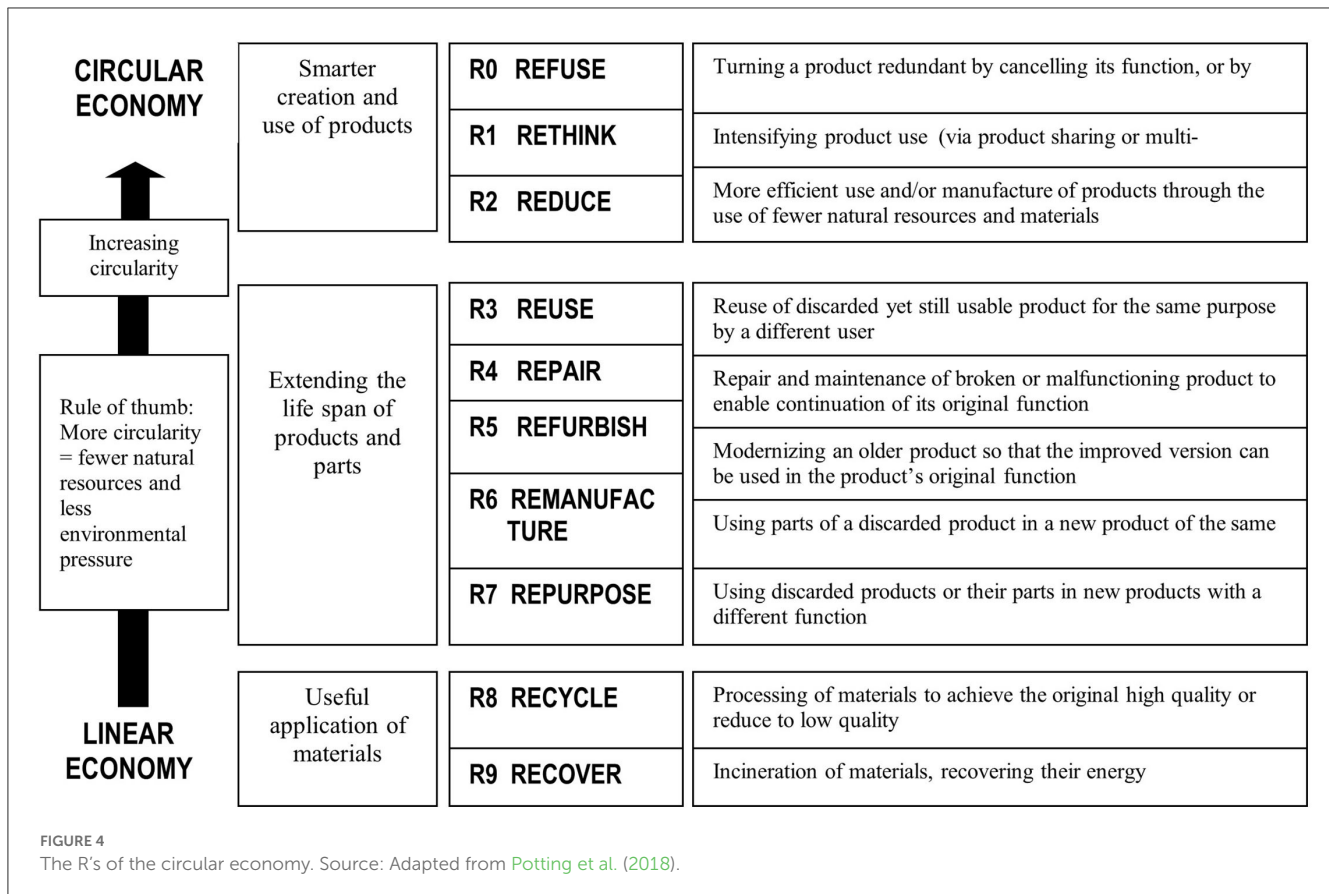 CIRCULAR
ECONOMY
Increasing
circularity
Rule of thumb:
More circularity
= fewer natural
resources and
less
environmental
pressure
LINEAR
ECONOMY
Smarter
creation and
use of products
R0 REFUSE
Turning a product redundant by cancelling its function, or by
R1 RETHINK
Intensifying product use (via product sharing or multi-
R2 REDUCE
More efficient use and/or manufacture of products through the
use of fewer natural resources and materials
Extending the
life span of
products and
parts
R3 REUSE
Reuse of discarded yet still usable product for the same purpose
by a different user
R4 REPAIR
Repair and maintenance of broken or malfunctioning product to
enable continuation of its original function
R5 REFURBISH
Modernizing an older product so that the improved version can
be used in the product's original function
R6 REMANUFAC
TURE
Using parts of a discarded product in a new product of the same
R7 REPURPOSE
Using discarded products or their parts in new products with a
different function
Useful
application of
materials
R8 RECYCLE
Processing of materials to achieve the original high quality or
reduce to low quality
R9 RECOVER
Incineration of materials, recovering their energy
FIGURE 4
The R's of the circular economy. Source: Adapted from Potting et al. (2018).